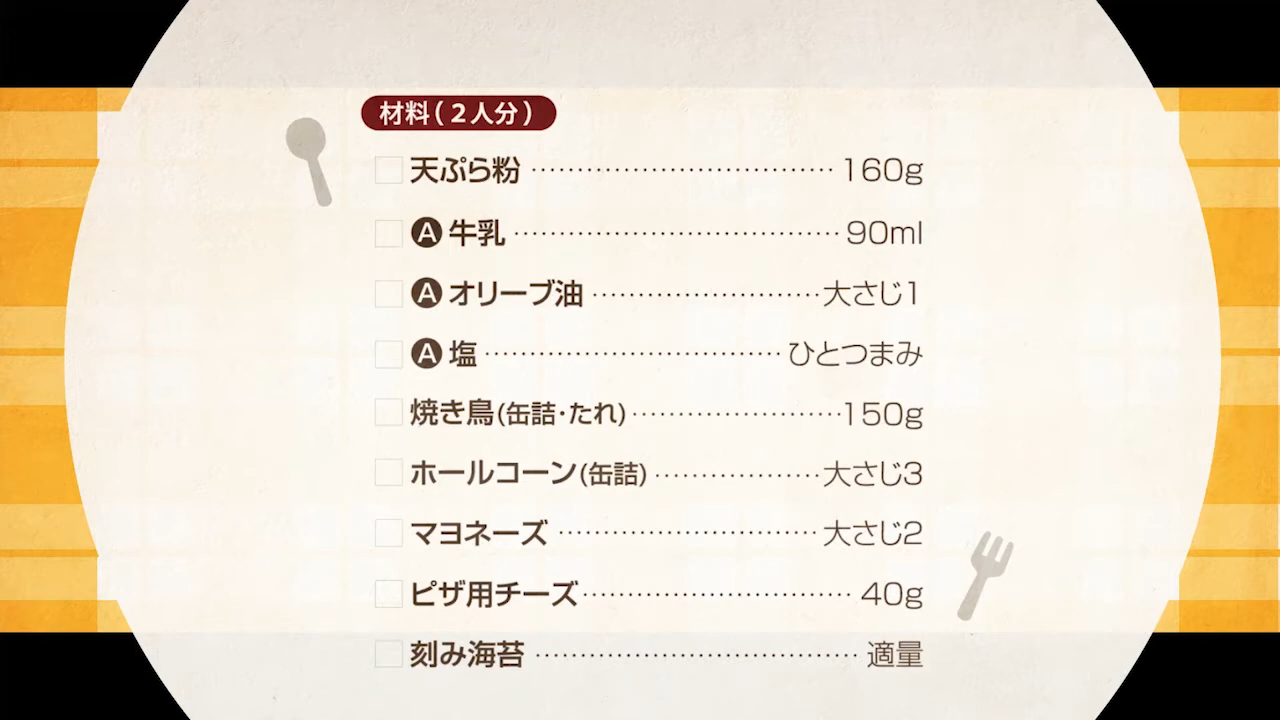 材料(2人分)
天ぷら粉 ……………………………… 160g
Ⓐ 牛乳 ……………………………… 90ml
Ⓐ オリーブ油 ……………………… 大さじ1
Ⓐ 塩 ……………………………… ひとつまみ
焼き鳥(缶詰・たれ) ……………………… 150g
ホールコーン(缶詰) ……………… 大さじ3
マヨネーズ ………………………… 大さじ2
ピザ用チーズ ………………………… 40g
刻み海苔 ……………………………… 適量